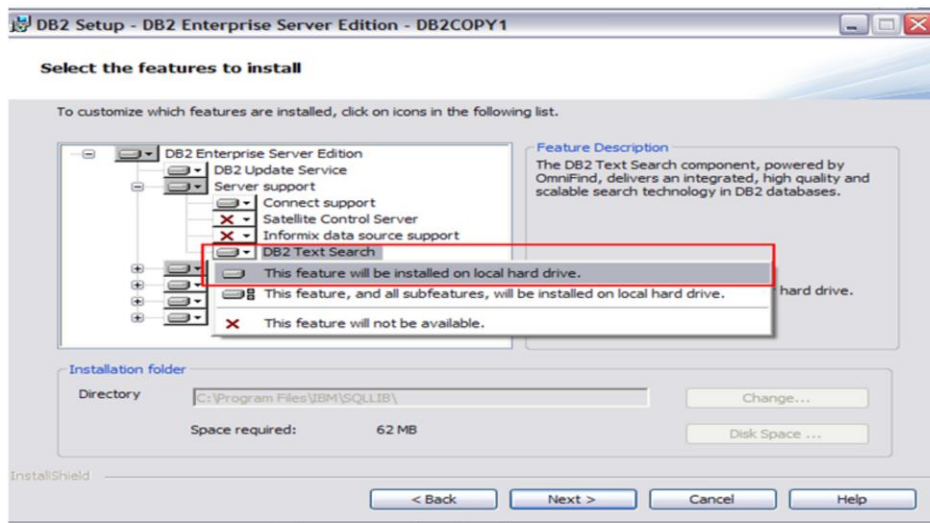 DB2 Setup - DB2 Enterprise Server Edition - DB2COPY1
Select the features to install
To customize which features are installed, click on icons in the following list.
DB2 Enterprise Server Edition
DB2 Update Service
Server support
Connect support
Satellite Control Server
Informix data source support
DB2 Text Search
This feature will be installed on local hard drive.
This feature, and all subfeatures, will be installed on local hard drive.
This feature will not be available.
Feature Description
The DB2 Text Search component, powered by
OmniFind, delivers an integrated, high quality and
scalable search technology in DB2 databases.
hard drive.
Installation folder
Directory
C:\Program Files\IBM\SQLLIB\
Change...
Space required: 62 MB
Disk Space ...
InstallShield
< Back
Next >
Cancel
Help